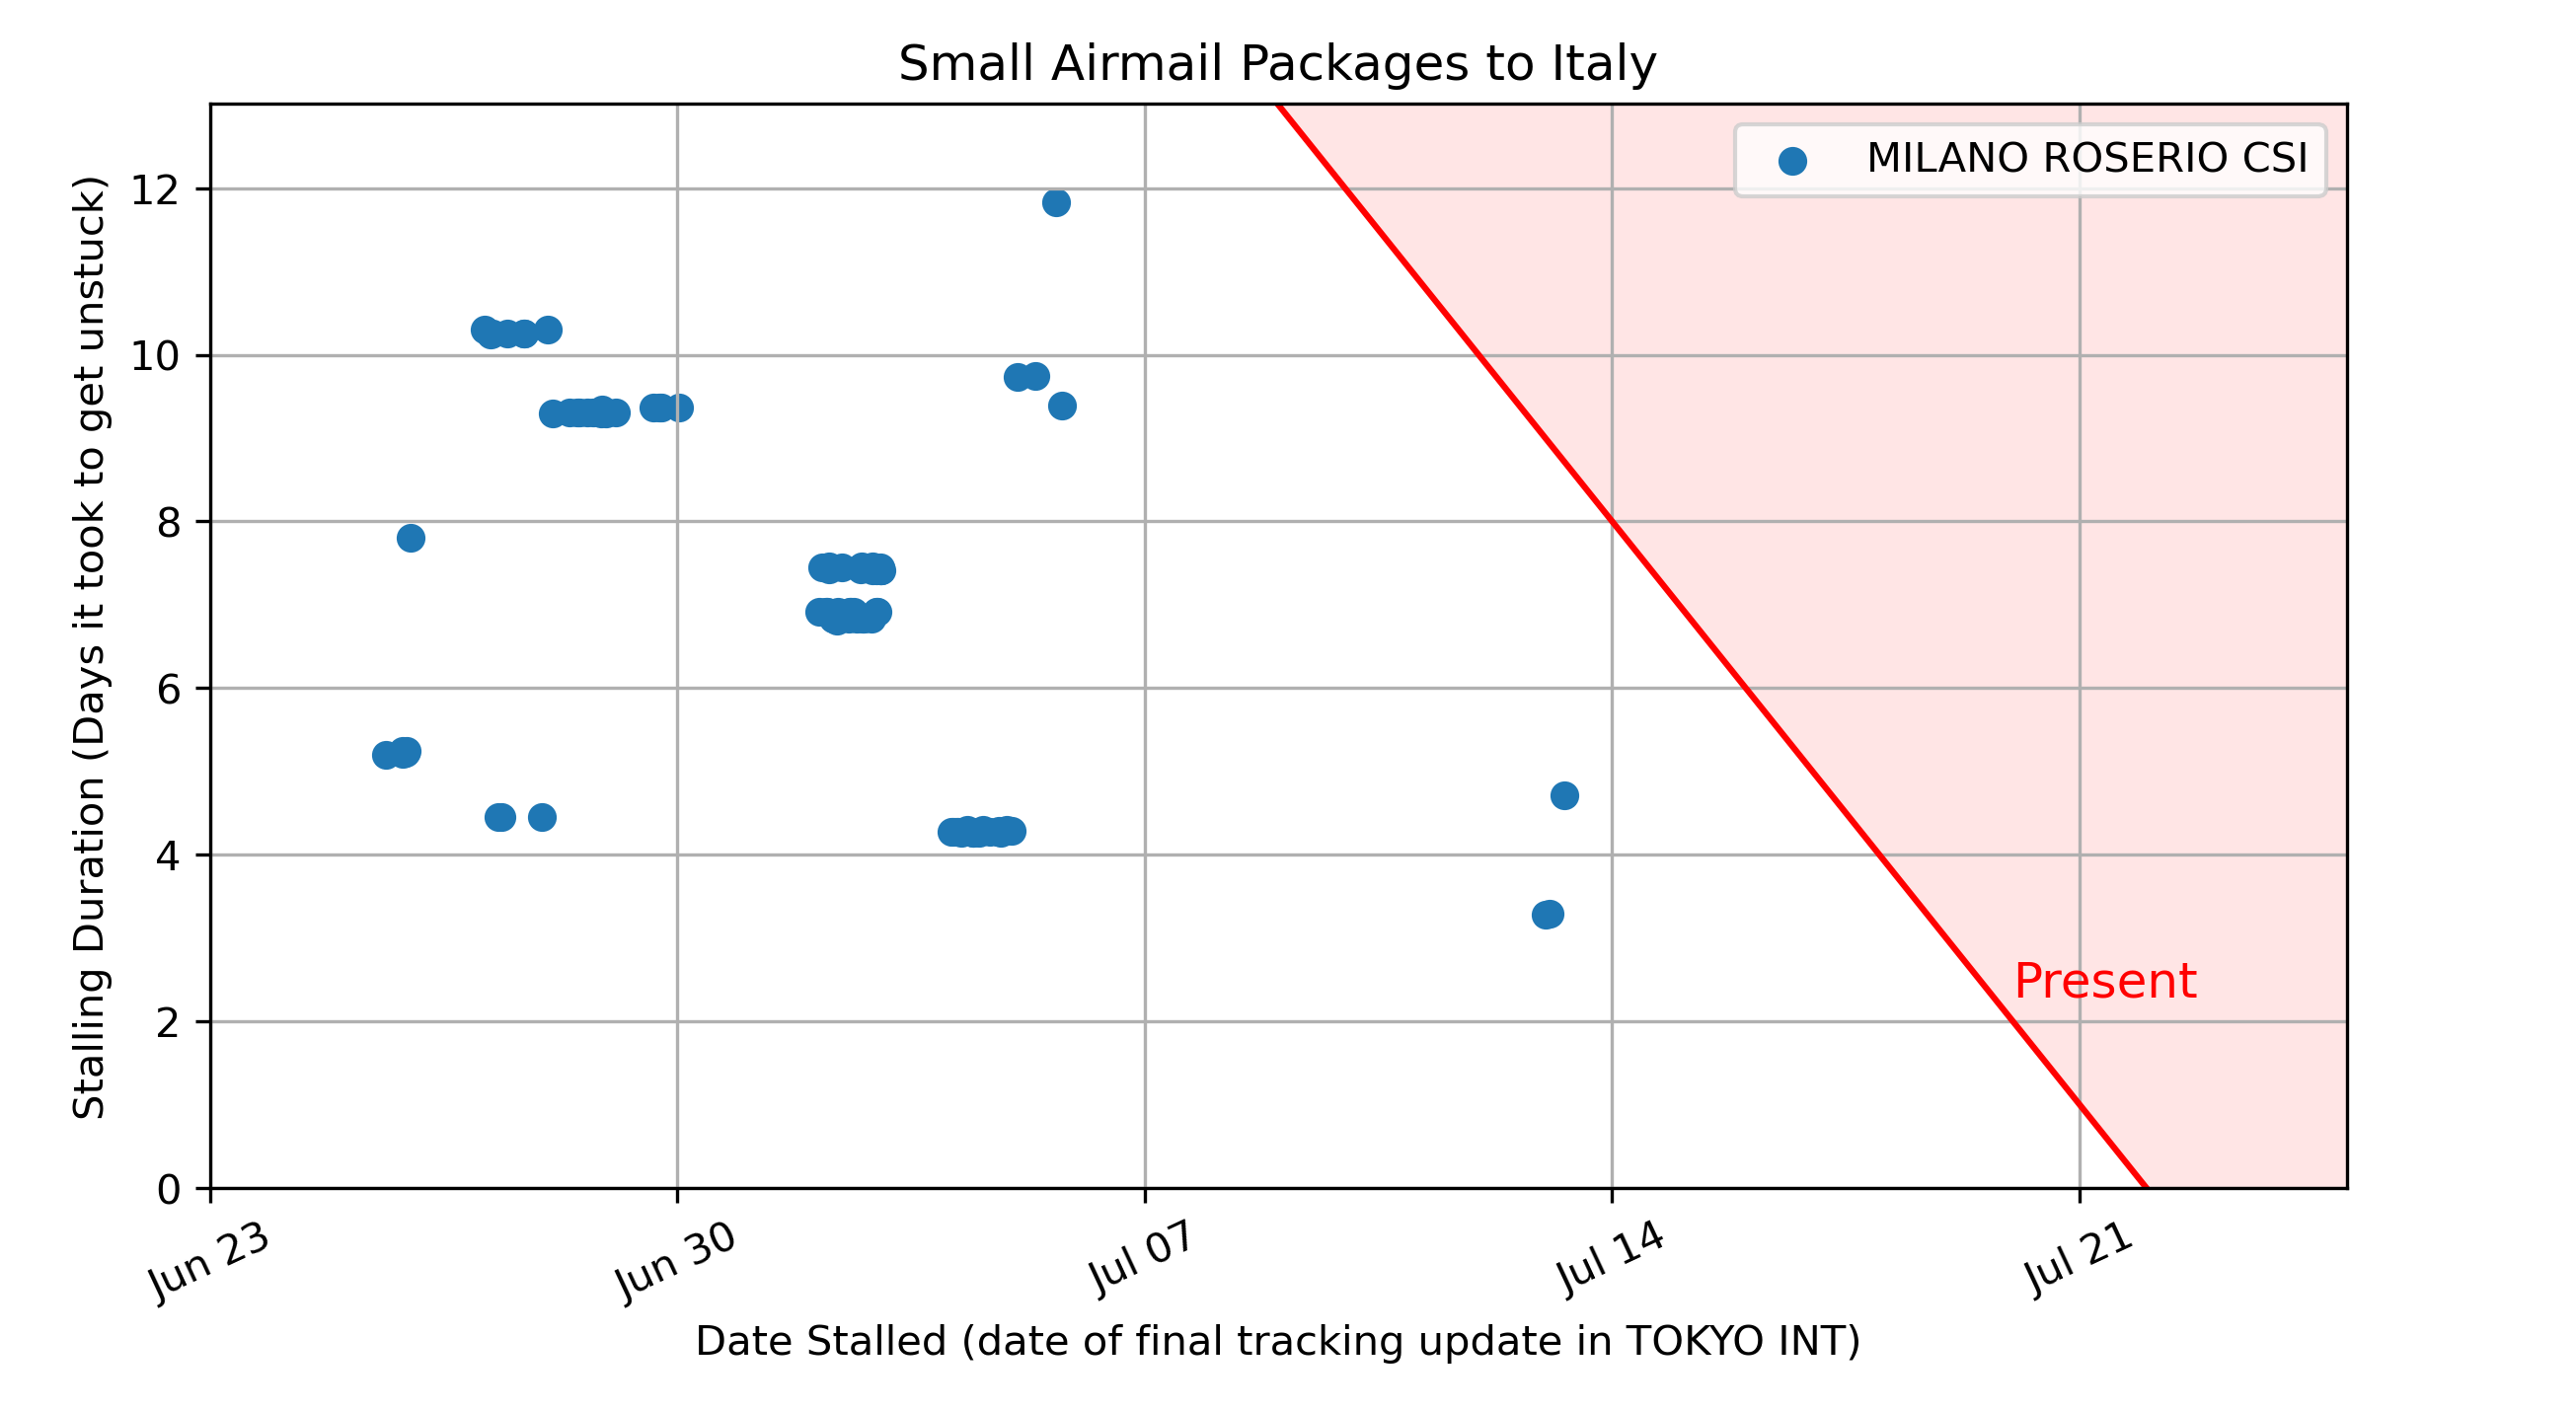 Small Airmail Packages to Italy
MILANO ROSERIO CSI
Stalling Duration (Days it took to get unstuck)
12
10
8
6
4
2
0
Present
Jun 23
Jun 30
Jul 07
Jul 14
Jul 21
Date Stalled (date of final tracking update in TOKYO INT)